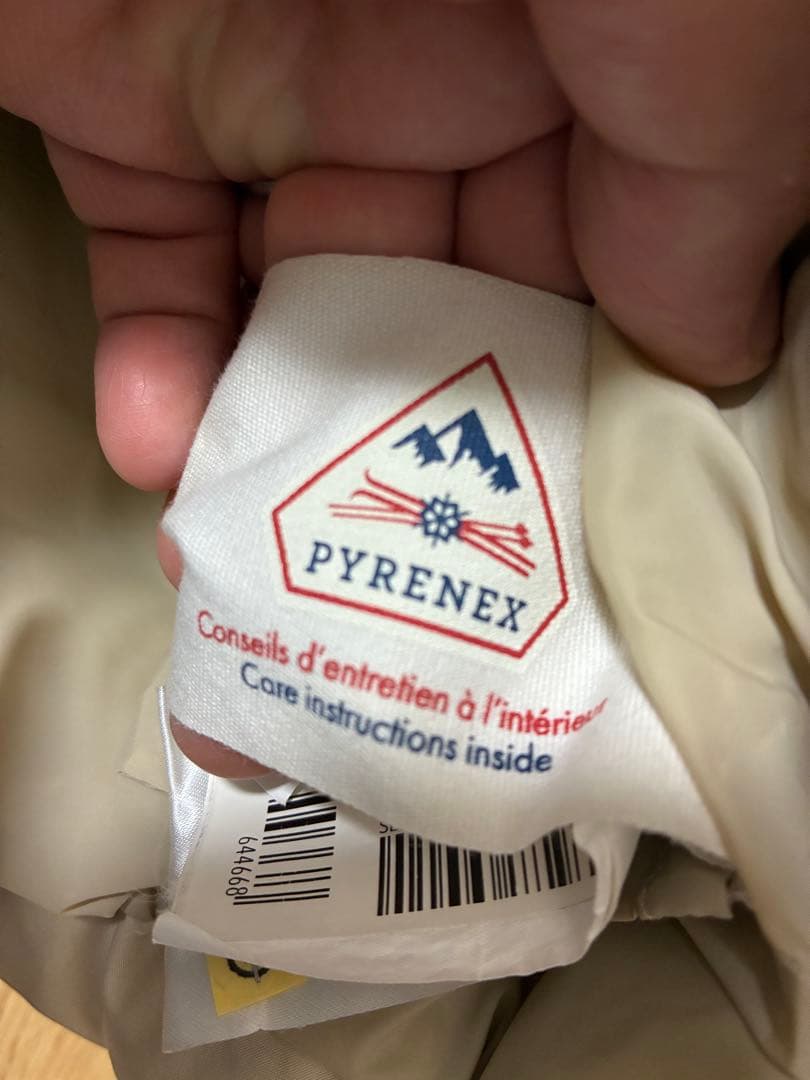 PYRENEX
Conseils d'entretien à l'intérieur
Care instructions inside
644668